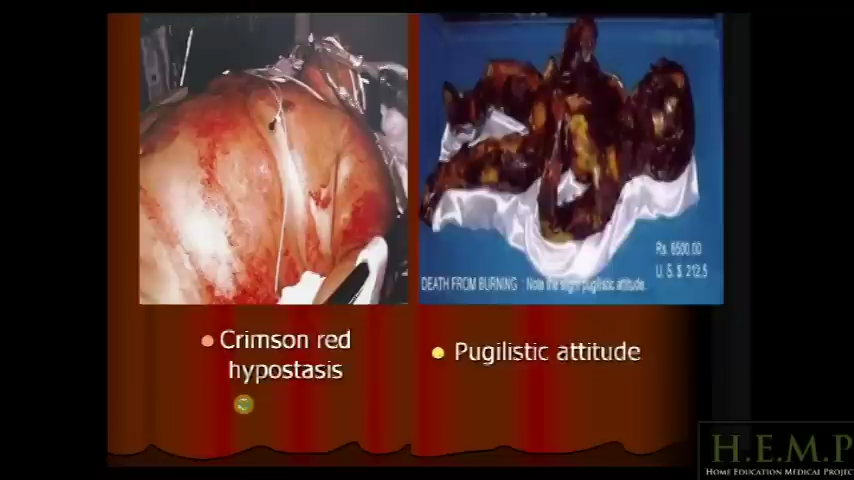 Rs. 6500.00
U. S. $ 212.5
DEATH FROM BURNING : Note the slight pugilistic attitude.
Crimson red
hypostasis
Pugilistic attitude
H.E.M.P
HOME EDUCATION MEDICAL PROJEC